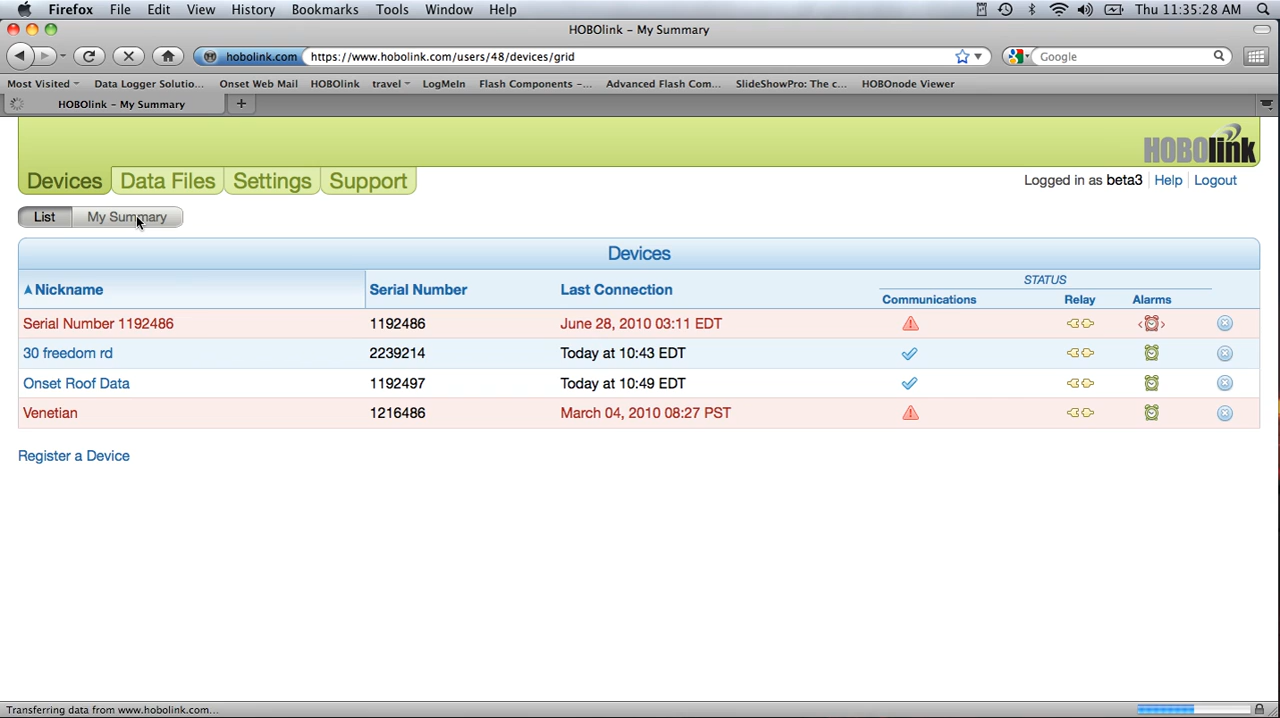 Firefox File Edit View History Bookmarks Tools Window Help Thu 11:35:28 AM
HOBOlink - My Summary
hobolink.com https://www.hobolink.com/users/48/devices/grid Google
Most Visited Data Logger Solutio... Onset Web Mail HOBOlink travel LogMeIn Flash Components -... Advanced Flash Com... SlideShowPro: The c... HOBOnode Viewer
HOBOlink - My Summary
HOBOlink
Devices Data Files Settings Support
Logged in as beta3 Help Logout
List My Summary
Devices
STATUS
Nickname Serial Number Last Connection Communications Relay Alarms
Serial Number 1192486 1192486 June 28, 2010 03:11 EDT
30 freedom rd 2239214 Today at 10:43 EDT
Onset Roof Data 1192497 Today at 10:49 EDT
Venetian 1216486 March 04, 2010 08:27 PST
Register a Device
Transferring data from www.hobolink.com...